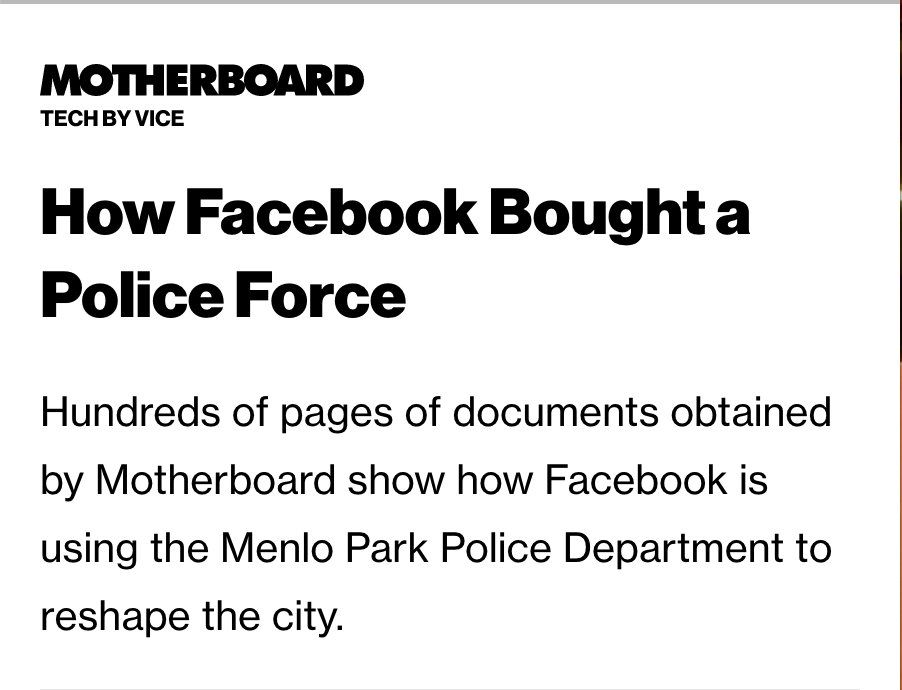 MOTHERBOARD
TECH BY VICE
How Facebook Bought a
Police Force
Hundreds of pages of documents obtained
by Motherboard show how Facebook is
using the Menlo Park Police Department to
reshape the city.